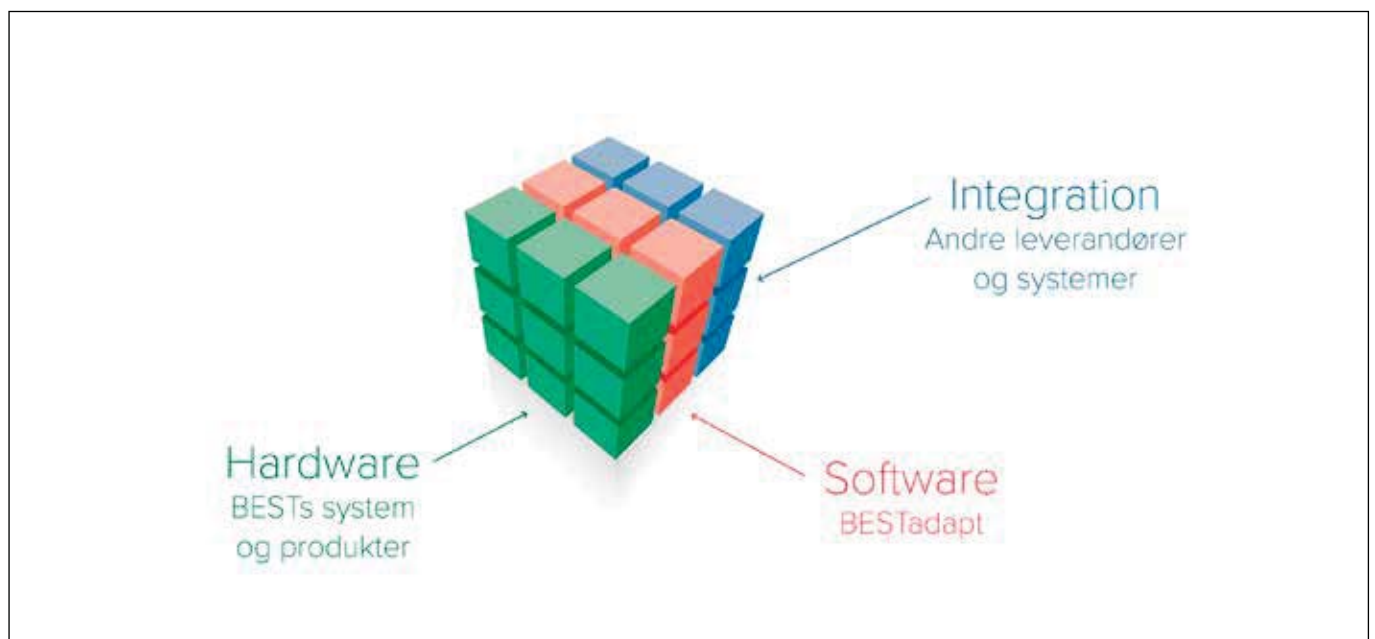 Integration
Andre leverandører
og systemer
Hardware
BESTs system
og produkter
Software
BESTadapt